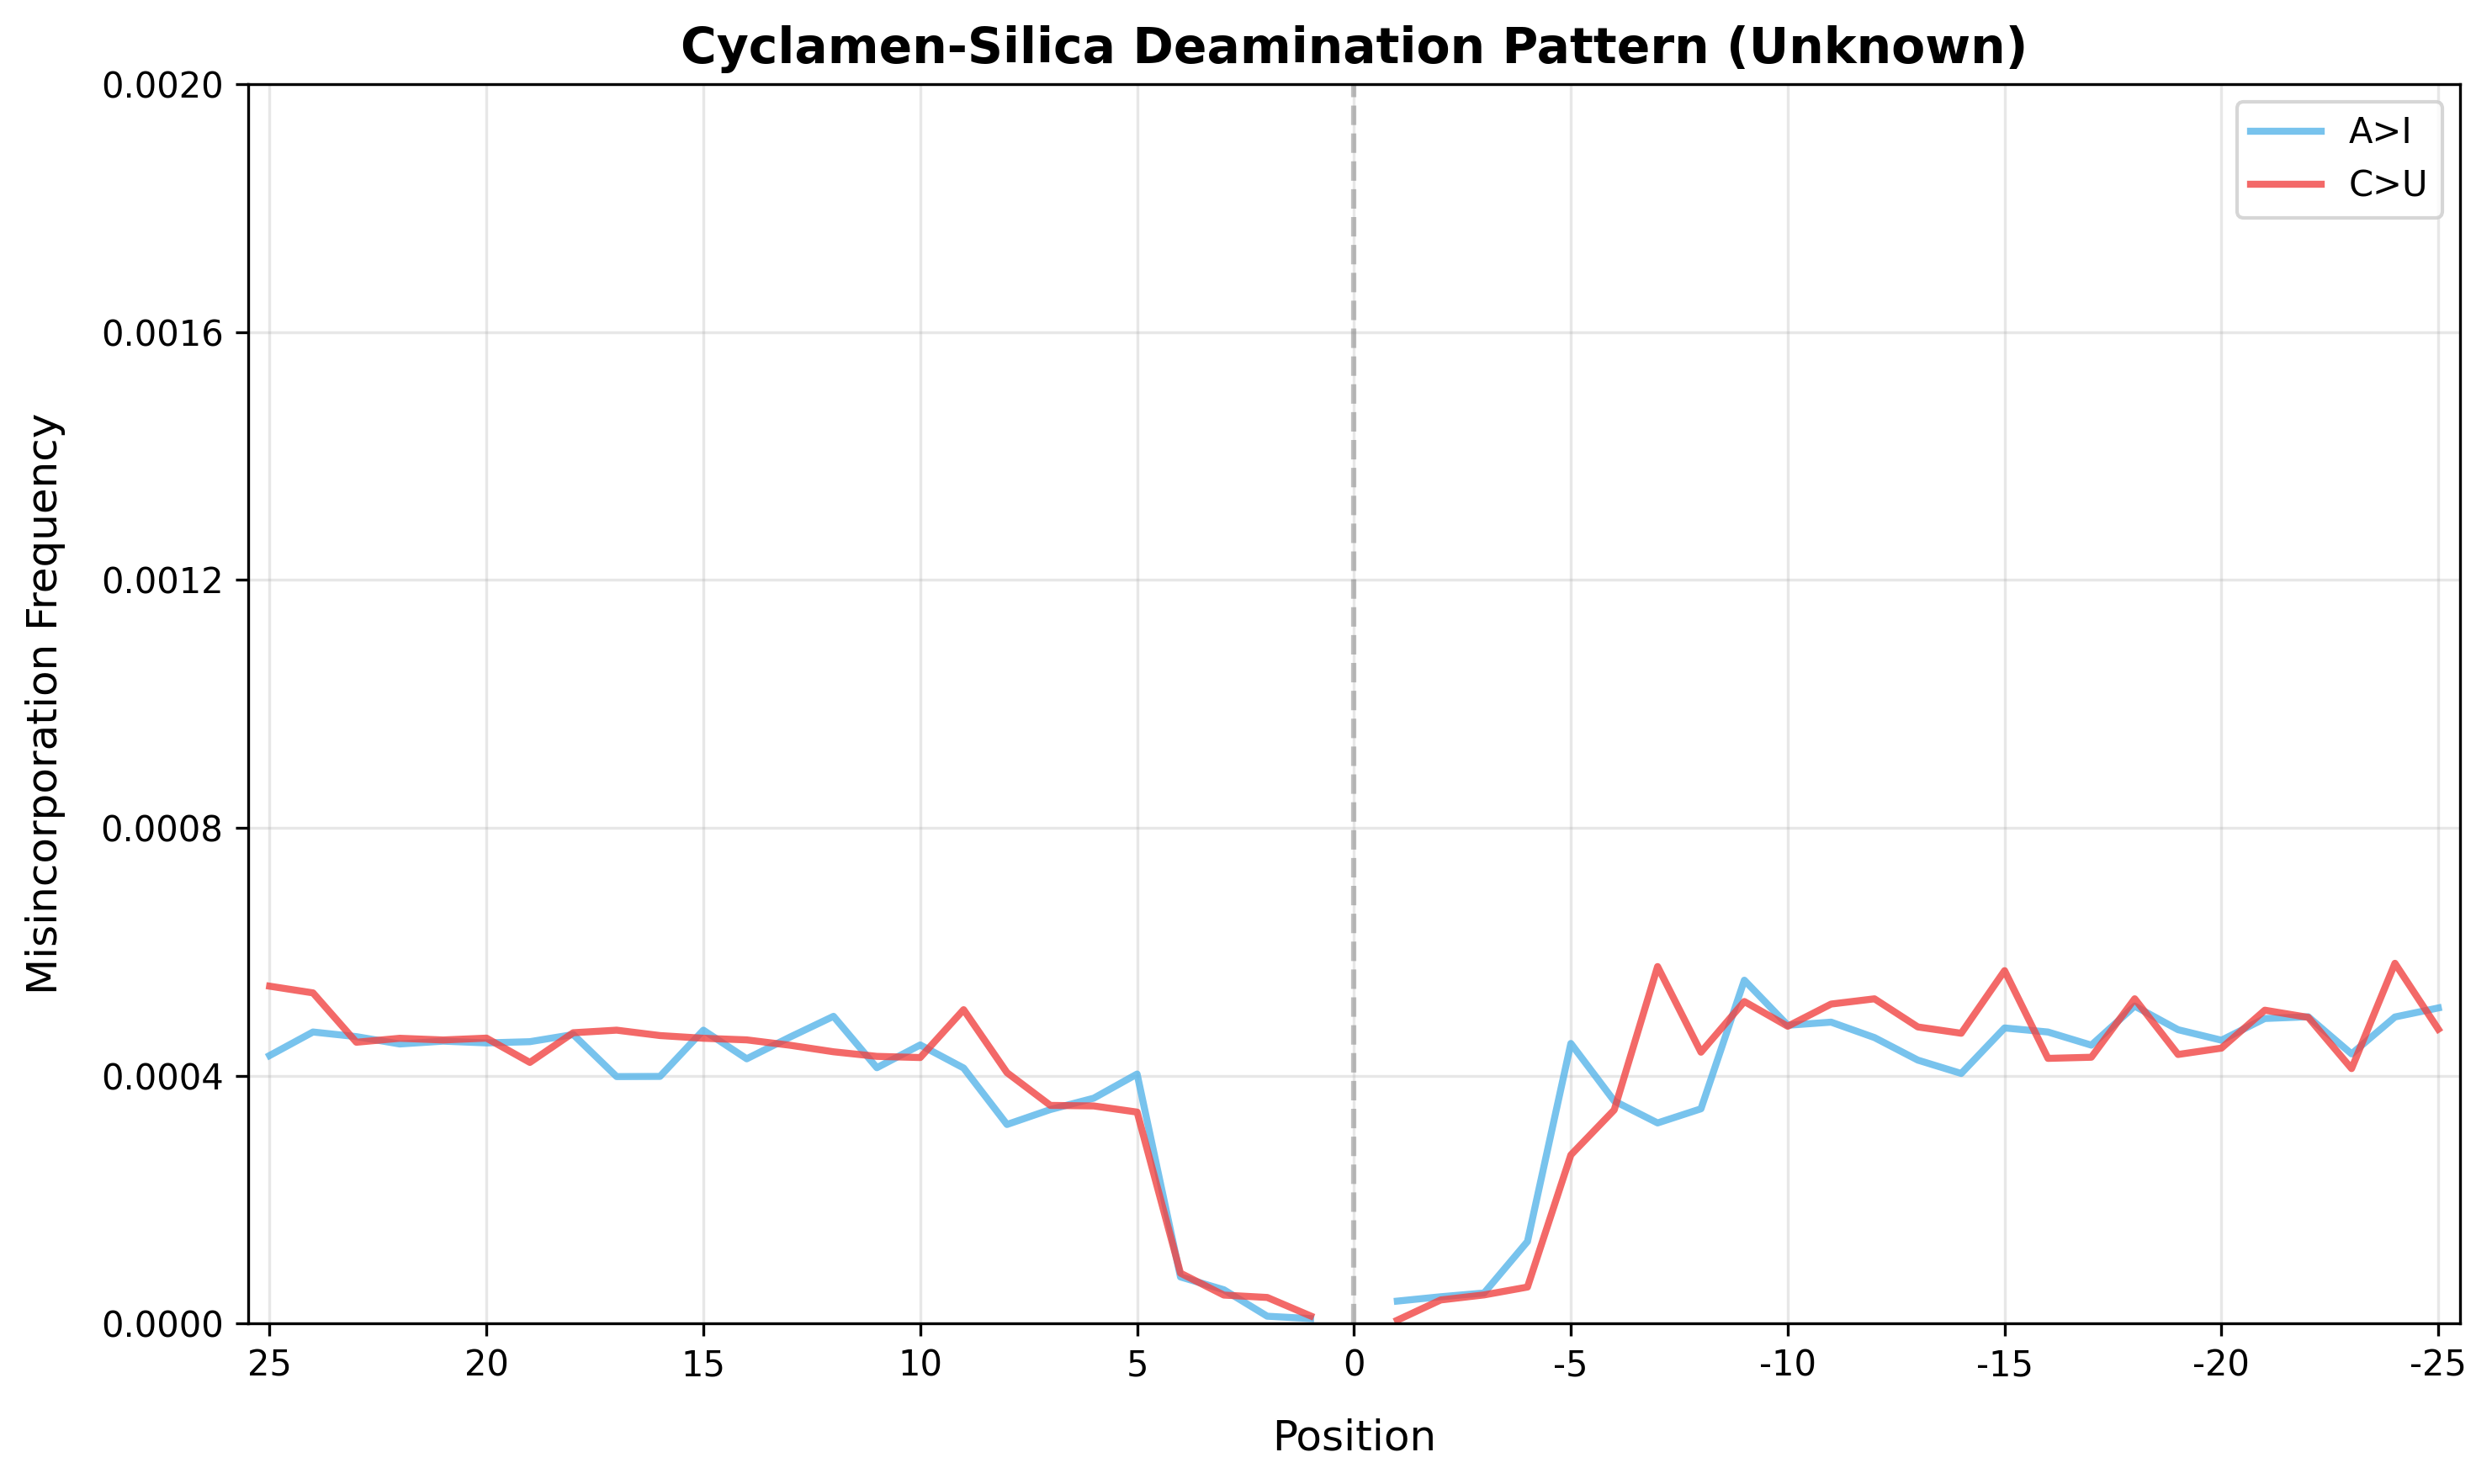 Cyclamen-Silica Deamination Pattern (Unknown)
0.0020
0.0016
0.0012
0.0008
0.0004
0.0000
Misincorporation Frequency
A>I
C>U
25 20 15 10 5 0 -5 -10 -15 -20 -25
Position